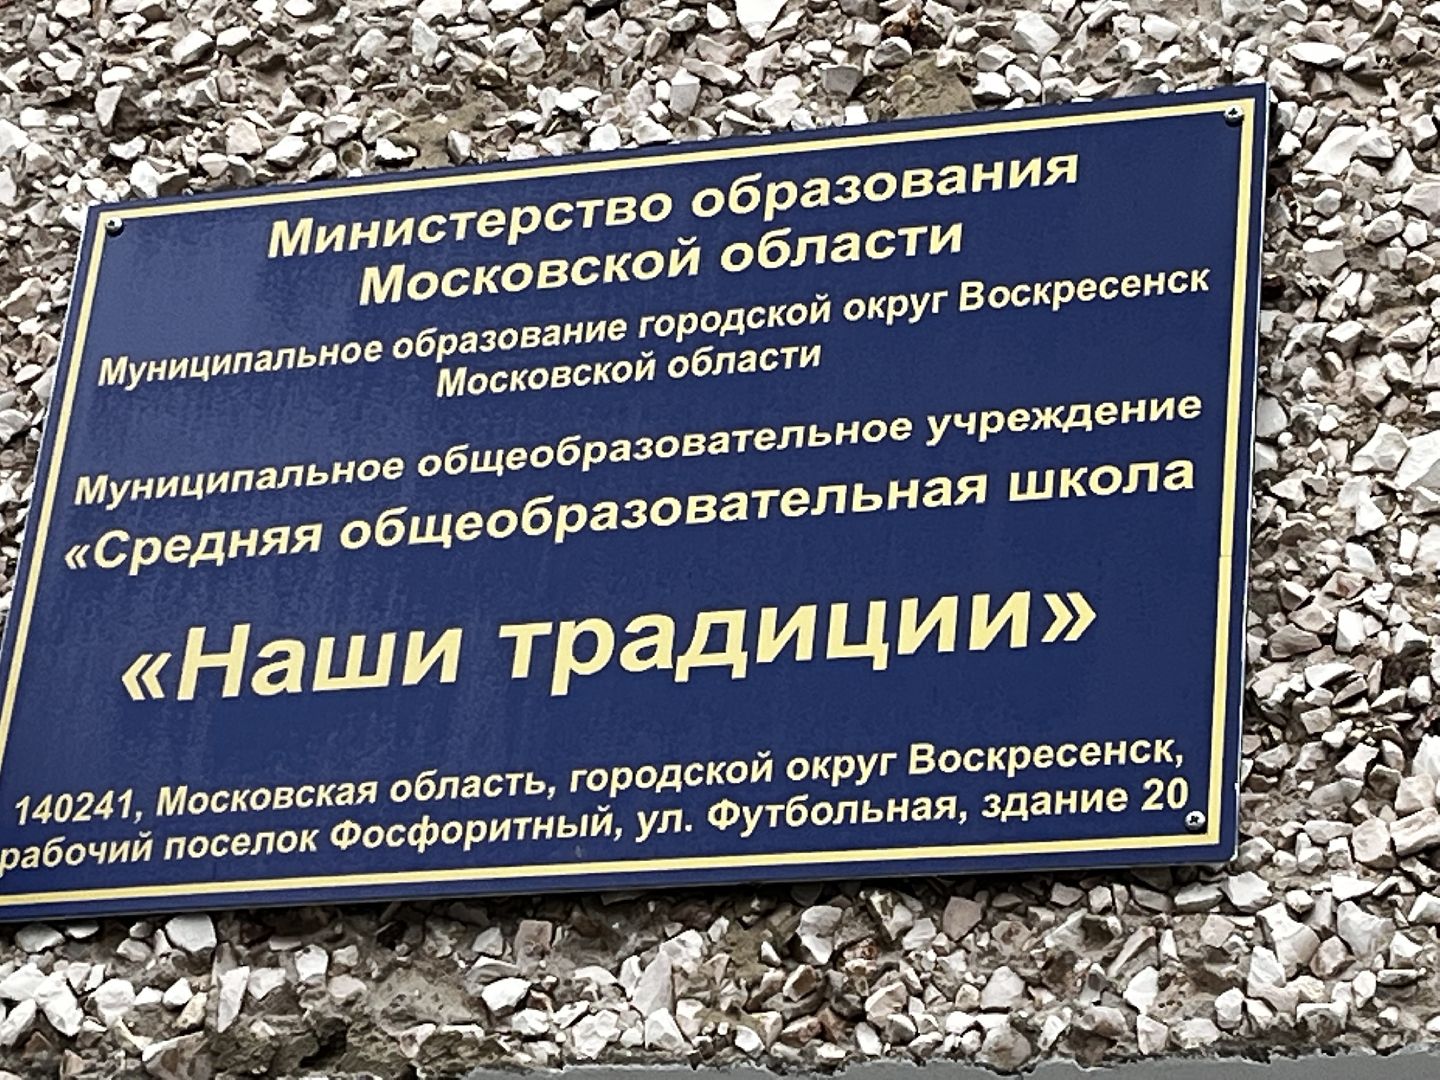 Министерство образования
Московской области
Муниципальное образование городской округ Воскресенск
Московской области
Муниципальное общеобразовательное учреждение
«Средняя общеобразовательная школа
«Наши традиции»
140241, Московская область, городской округ Воскресенск,
рабочий поселок Фосфоритный, ул. Футбольная, здание 20